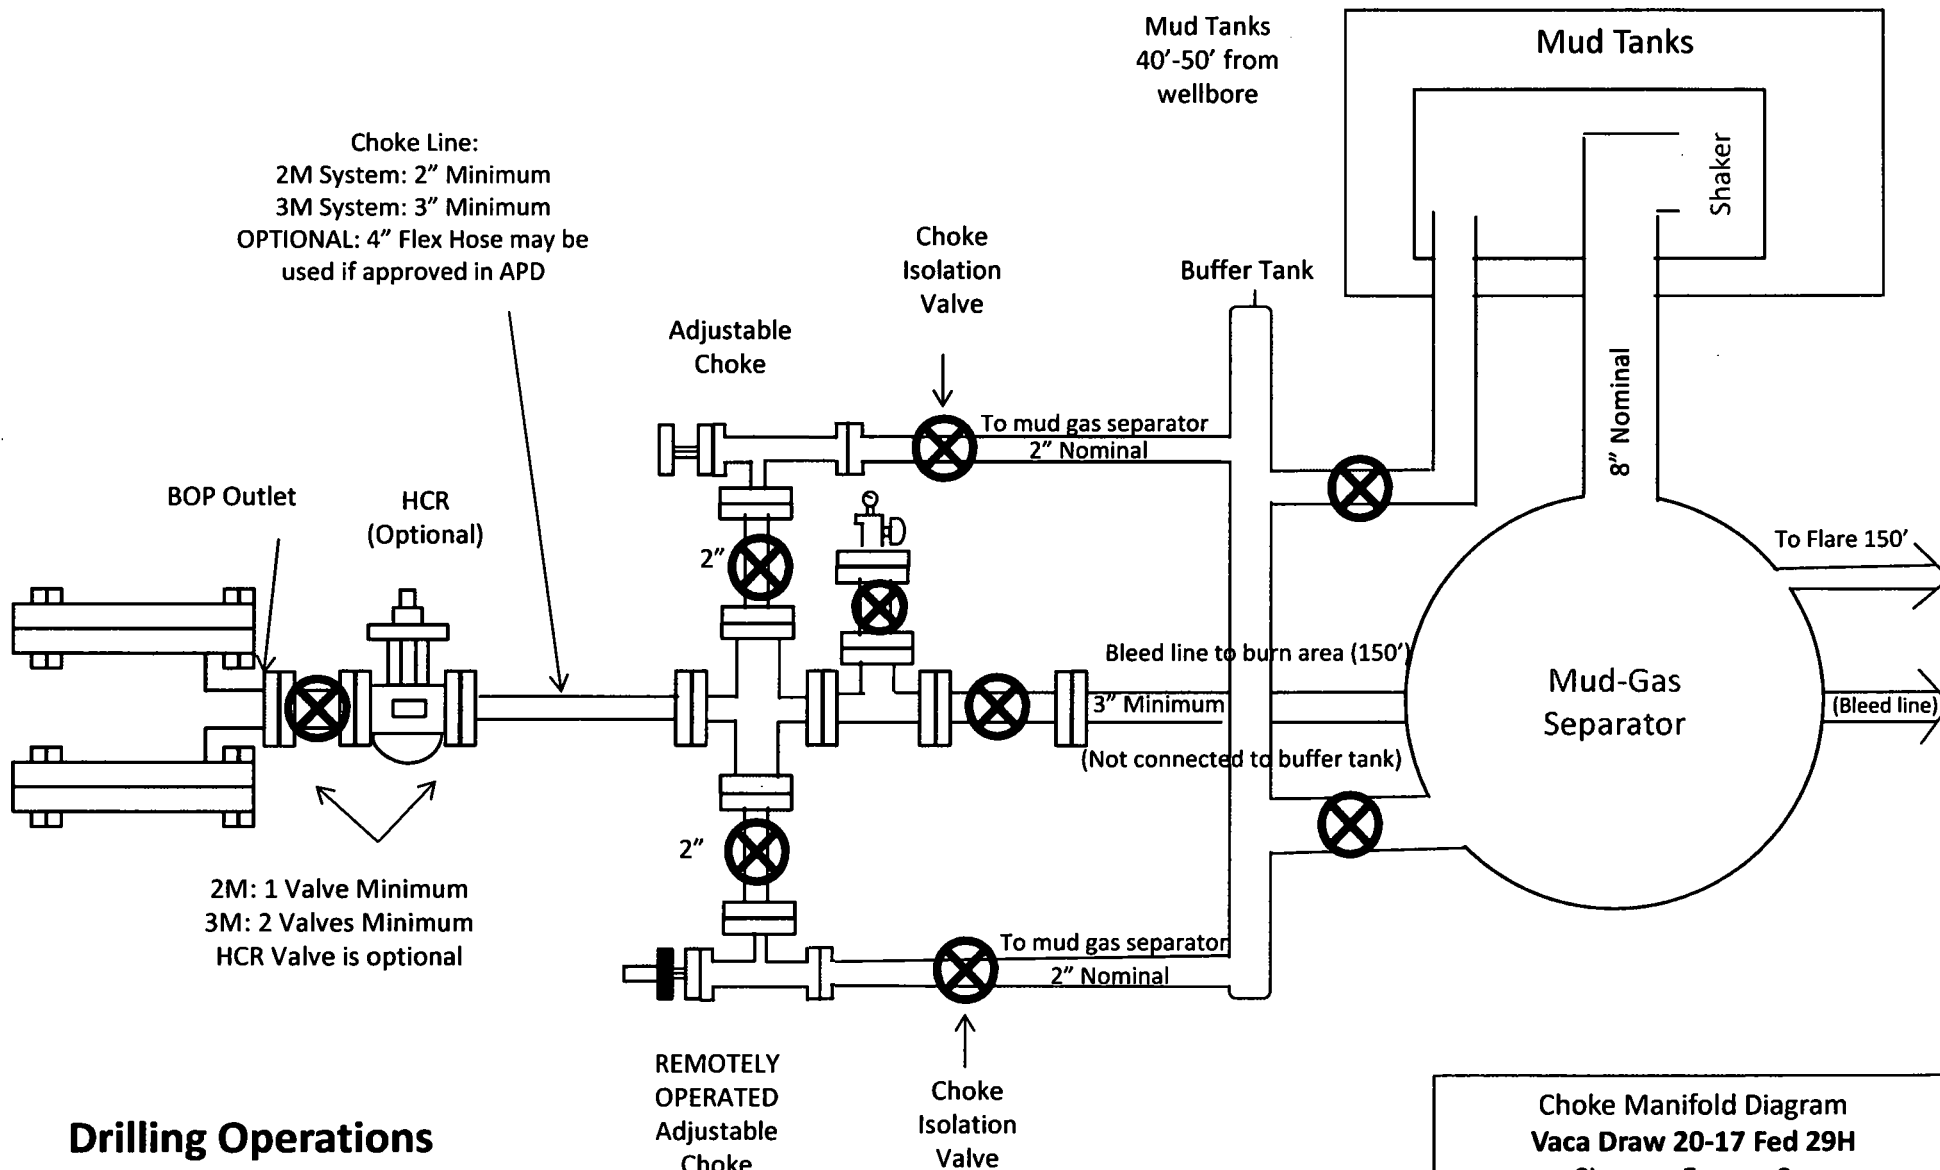 Mud Tanks
40'-50' from
wellbore
Mud Tanks
Shaker
Choke Line:
2M System: 2" Minimum
3M System: 3" Minimum
OPTIONAL: 4" Flex Hose may be
used if approved in APD
Choke
Isolation
Valve
Buffer Tank
Adjustable
Choke
8" Nominal
To mud gas separator
2" Nominal
BOP Outlet
HCR
(Optional)
2"
To Flare 150'
Bleed line to burn area (150')
3" Minimum
(Not connected to buffer tank)
Mud-Gas
Separator
(Bleed line)
2"
2M: 1 Valve Minimum
3M: 2 Valves Minimum
HCR Valve is optional
To mud gas separator
2" Nominal
REMOTELY
OPERATED
Adjustable
Choke
Choke
Isolation
Valve
Drilling Operations
Choke Manifold Diagram
Vaca Draw 20-17 Fed 29H